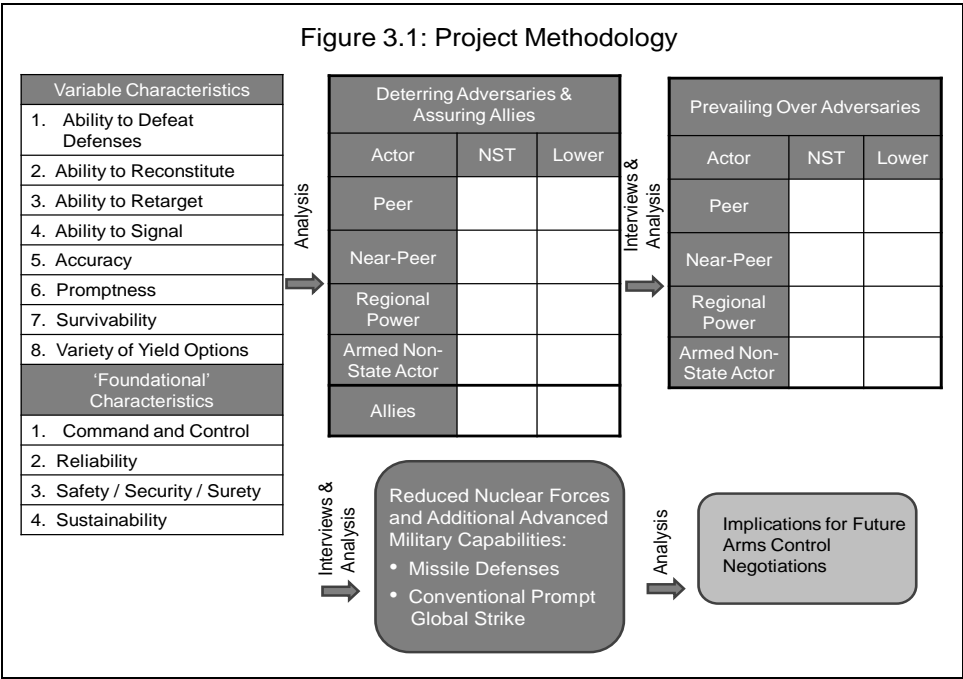 Figure 3.1: Project Methodology
Variable Characteristics
1. Ability to Defeat
Defenses
2. Ability to Reconstitute
3. Ability to Retarget
4. Ability to Signal
5. Accuracy
6. Promptness
7. Survivability
8. Variety of Yield Options
‘Foundational’
Characteristics
1. Command and Control
2. Reliability
3. Safety / Security / Surety
4. Sustainability
Analysis
Deterring Adversaries &
Assuring Allies
Actor NST Lower
Peer
Near-Peer
Regional
Power
Armed Non-
State Actor
Allies
Interviews &
Analysis
Prevailing Over Adversaries
Actor NST Lower
Peer
Near-Peer
Regional
Power
Armed Non-
State Actor
Interviews &
Analysis
Reduced Nuclear Forces
and Additional Advanced
Military Capabilities:
• Missile Defenses
• Conventional Prompt
Global Strike
Analysis
Implications for Future
Arms Control
Negotiations